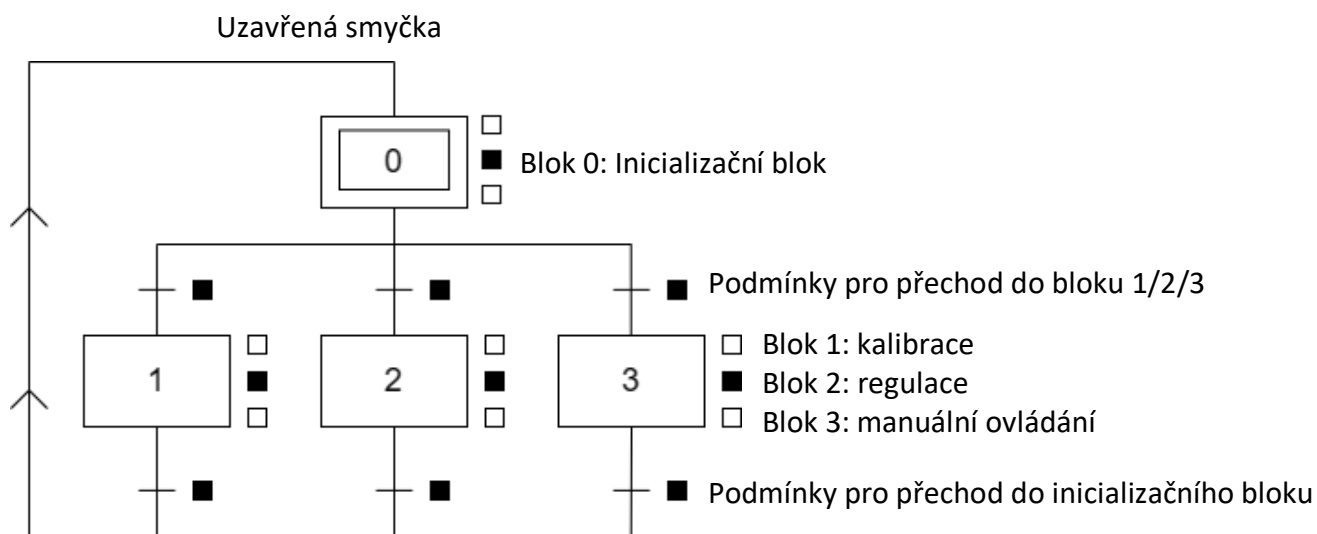 Uzavřená smyčka
0
Blok 0: Inicializační blok
Podmínky pro přechod do bloku 1/2/3
1
2
3
Blok 1: kalibrace
Blok 2: regulace
Blok 3: manuální ovládání
Podmínky pro přechod do inicializačního bloku